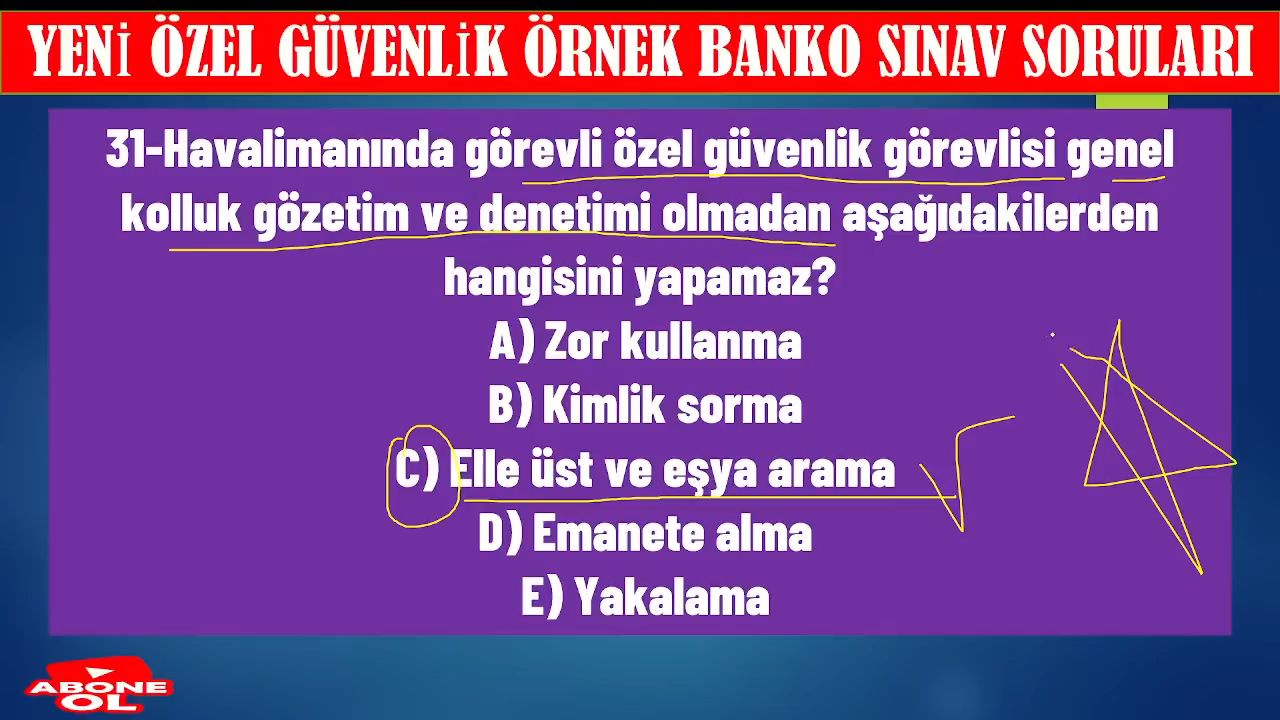 YENİ ÖZEL GÜVENLİK ÖRNEK BANKO SINAV SORULARI
31-Havalimanında görevli özel güvenlik görevlisi genel
kolluk gözetim ve denetimi olmadan aşağıdakilerden
hangisini yapamaz?
A) Zor kullanma
B) Kimlik sorma
C) Elle üst ve eşya arama
D) Emanete alma
E) Yakalama
ABONE
OL